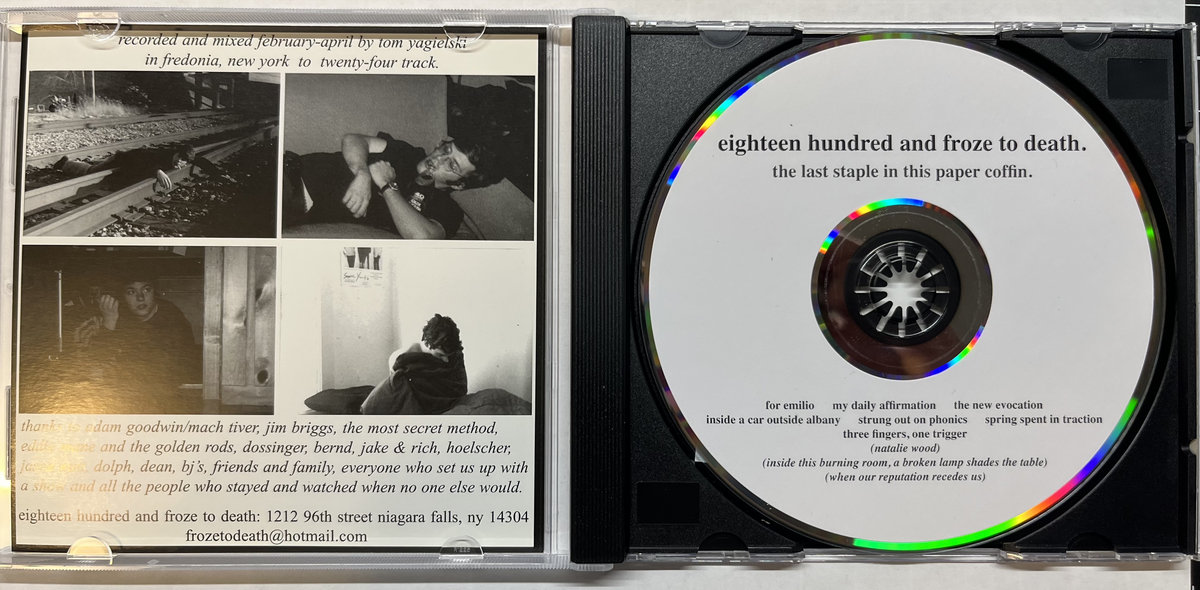 recorded and mixed february-april by tom yagielski
in fredonia, new york to twenty-four track.
thanks to adam goodwin/mach tiver, jim briggs, the most secret method,
and the golden rods, dossinger, bernd, jake & rich, hoelscher,
dolph, dean, bj's, friends and family, everyone who set us up with
a show and all the people who stayed and watched when no one else would.
eighteen hundred and froze to death: 1212 96th street niagara falls, ny 14304
frozetodeath@hotmail.com
eighteen hundred and froze to death.
the last staple in this paper coffin.
for emilio my daily affirmation the new evocation
inside a car outside albany strung out on phonics spring spent in traction
three fingers, one trigger
(natalie wood)
(inside this burning room, a broken lamp shades the table)
(when our reputation recedes us)